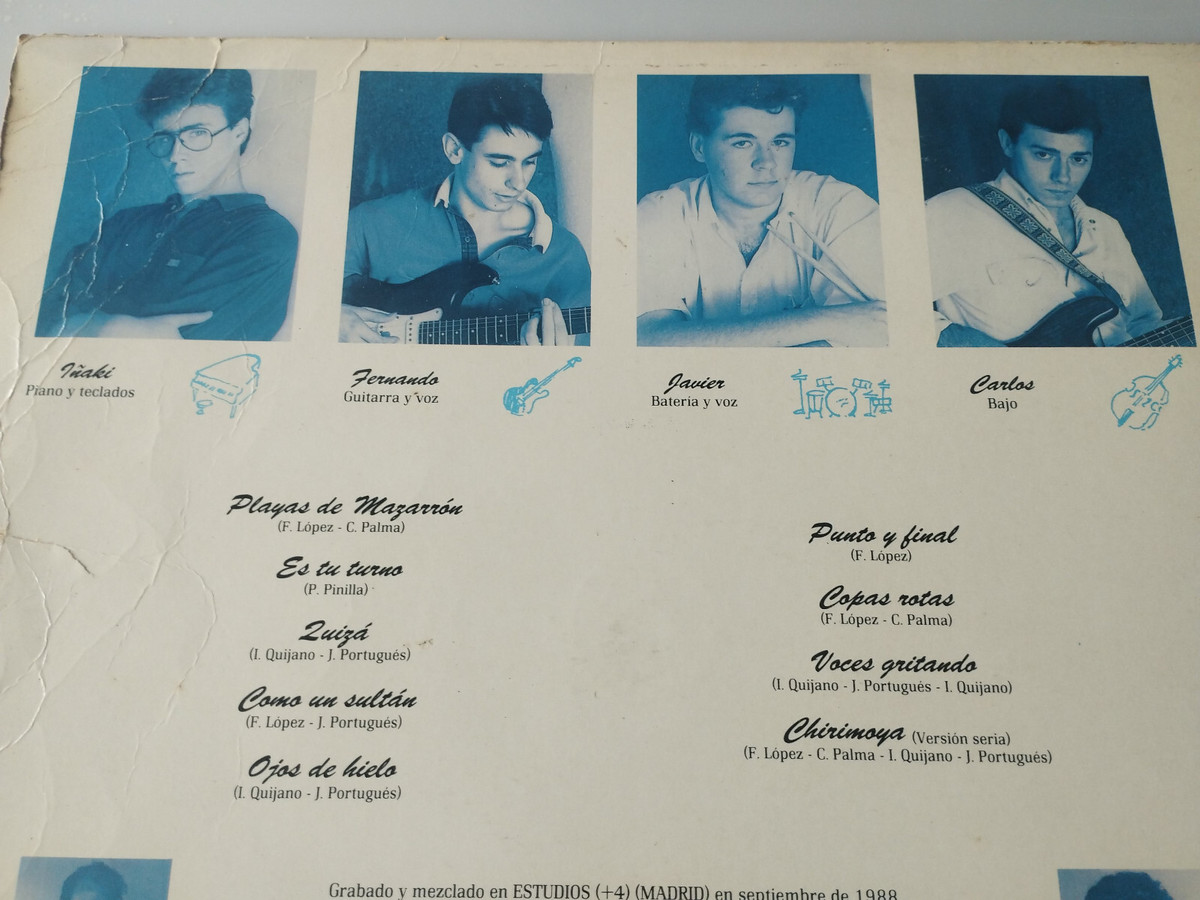 Iñaki
Piano y teclados
Fernando
Guitarra y voz
Javier
Bateria y voz
Carlos
Bajo
Playas de Mazarrón
(F. López - C. Palma)
Es tu turno
(P. Pinilla)
Quizá
(I. Quijano - J. Portugués)
Como un sultán
(F. López - J. Portugués)
Ojos de hielo
(I. Quijano - J. Portugués)
Punto y final
(F. López)
Copas rotas
(F. López - C. Palma)
Voces gritando
(I. Quijano - J. Portugués - I. Quijano)
Chirimoya (Versión seria)
(F. López - C. Palma - I. Quijano - J. Portugués)
Grabado y mezclado en ESTUDIOS (+4) (MADRID) en septiembre de 1988